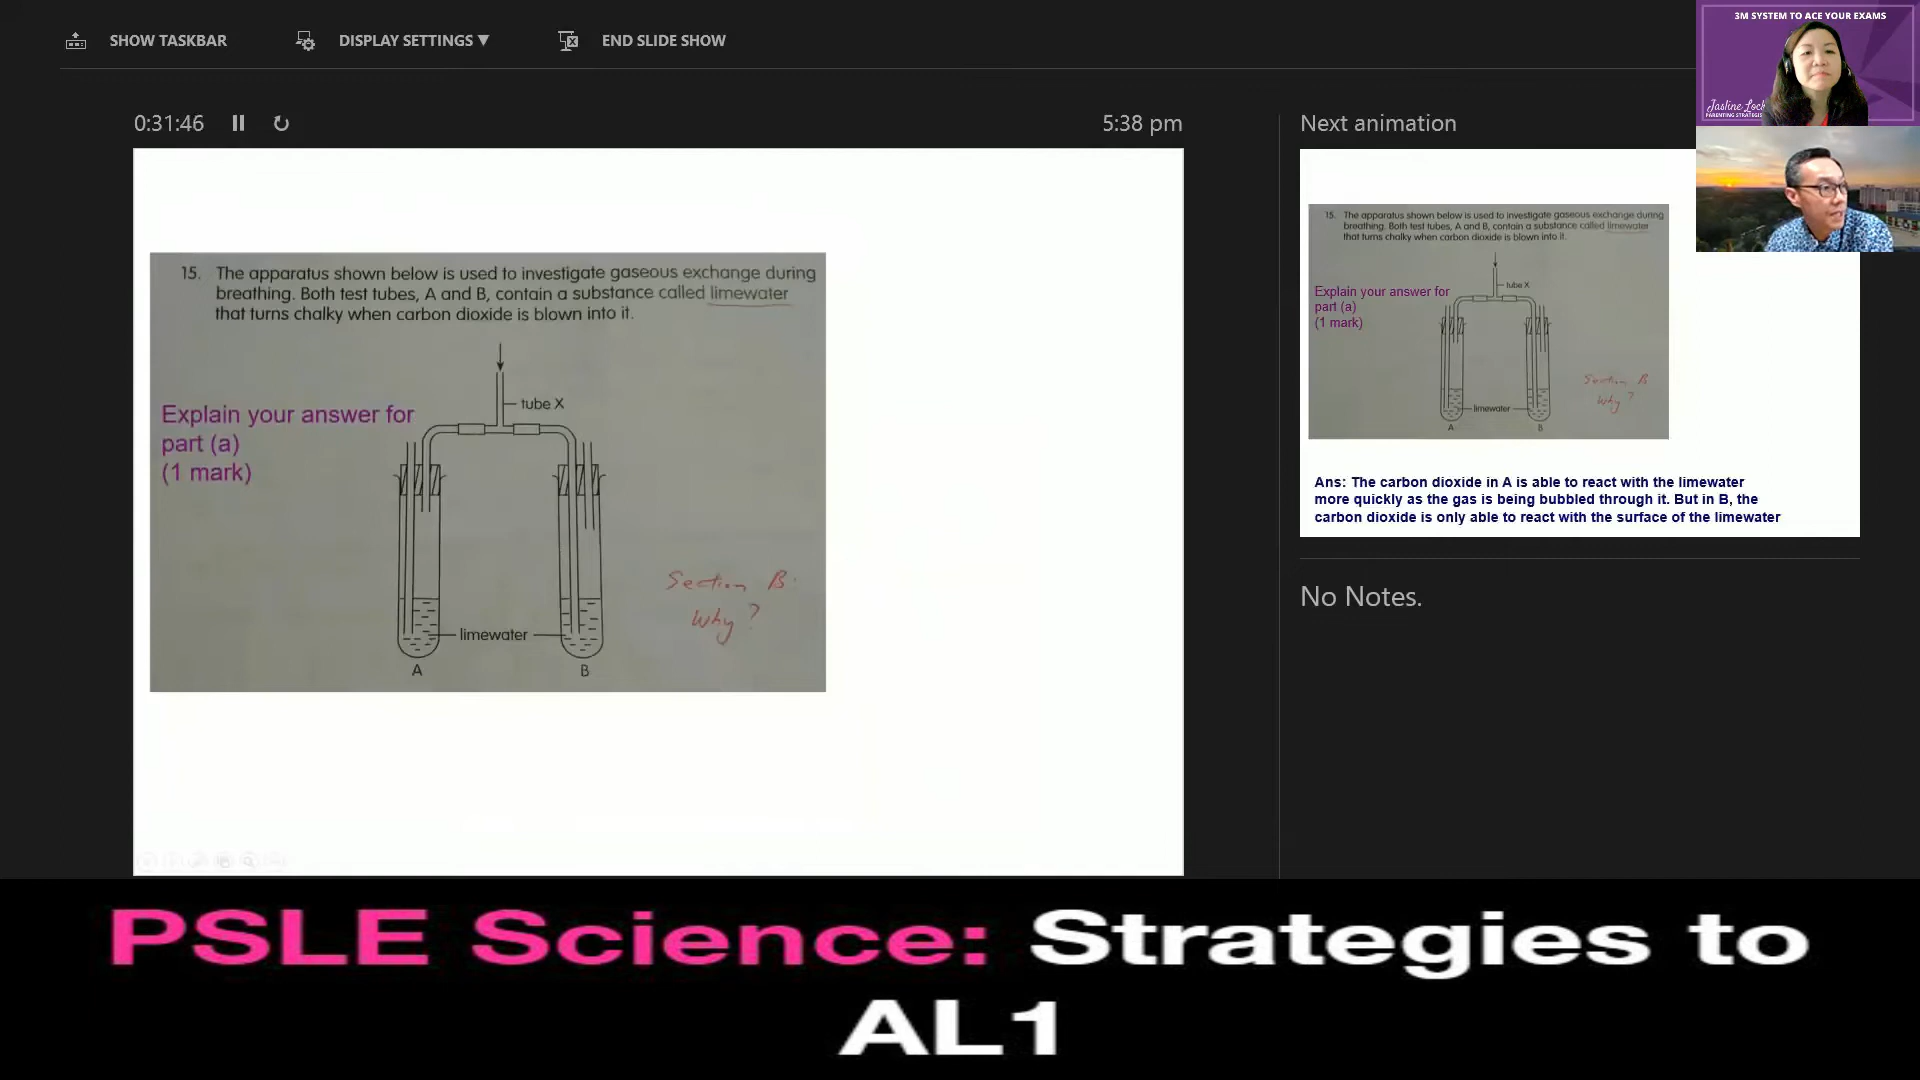 SHOW TASKBAR
DISPLAY SETTINGS ▼
END SLIDE SHOW
3M SYSTEM TO ACE YOUR EXAMS
Jasline Loch
0:31:46
5:38 pm
Next animation
15. The apparatus shown below is used to investigate gaseous exchange during
breathing. Both test tubes, A and B, contain a substance called limewater
that turns chalky when carbon dioxide is blown into it.
tube X
Explain your answer for
part (a)
(1 mark)
Section B
Why?
limewater
A
B
15. The apparatus shown below is used to investigate gaseous exchange during
breathing. Both test tubes, A and B, contain a substance called limewater
that turns chalky when carbon dioxide is blown into it.
tube X
Explain your answer for
part (a)
(1 mark)
Section B
Why?
limewater
A
B
Ans: The carbon dioxide in A is able to react with the limewater
more quickly as the gas is being bubbled through it. But in B, the
carbon dioxide is only able to react with the surface of the limewater
No Notes.
PSLE Science: Strategies to
AL1